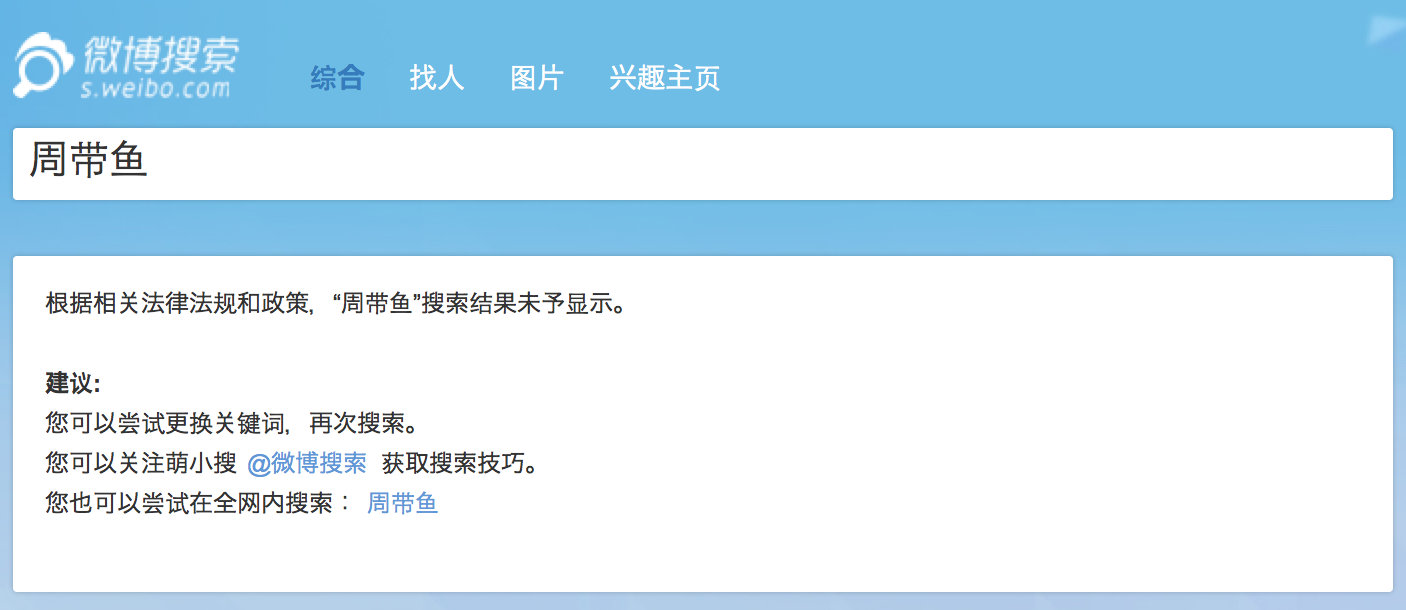 微博搜索
s.weibo.com
综合 找人 图片 兴趣主页
周带鱼
根据相关法律法规和政策,“周带鱼”搜索结果未予显示。
建议:
您可以尝试更换关键词,再次搜索。
您可以关注萌小搜 @微博搜索 获取搜索技巧。
您也可以尝试在全网内搜索： 周带鱼